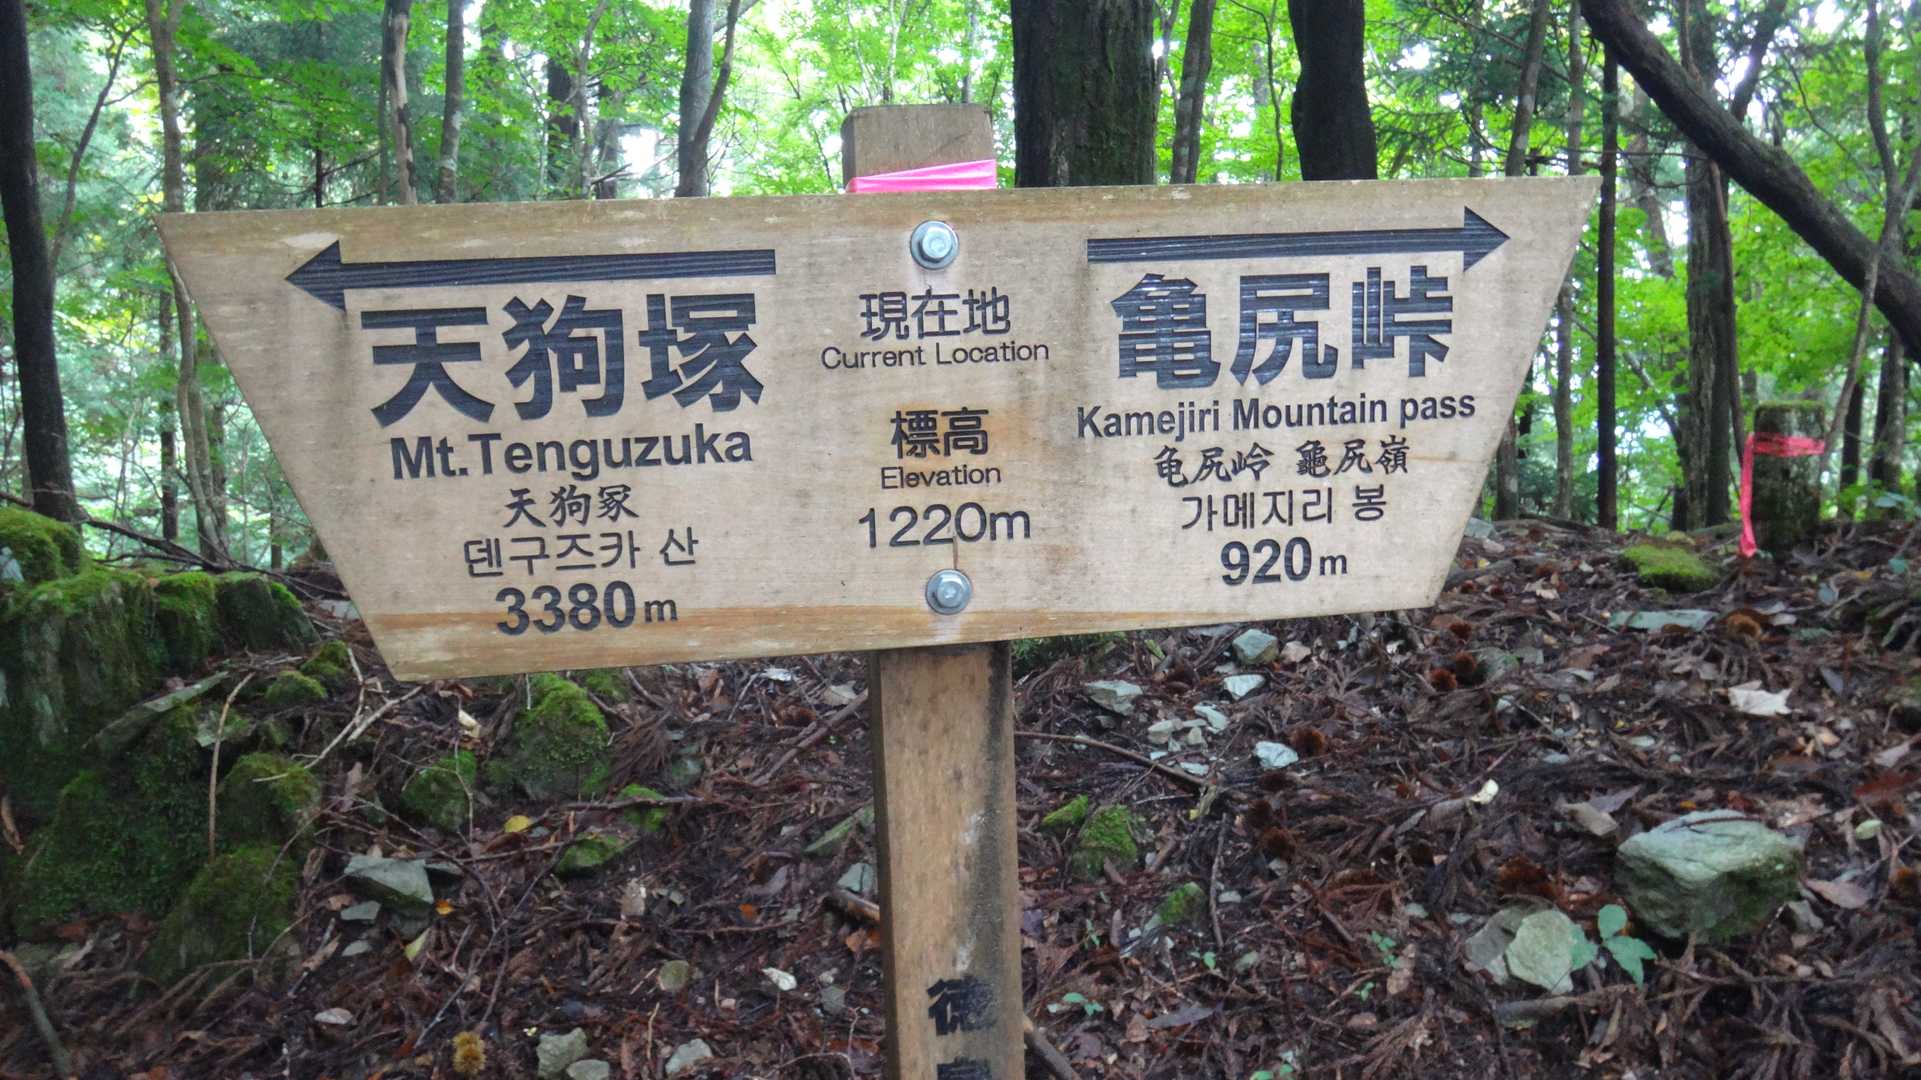 天狗塚
Mt.Tenguzuka
天狗冢
덴구즈카 산
3380m
現在地
Current Location
標高
Elevation
1220m
亀尻峠
Kamejiri Mountain pass
龟尻岭 龜尻嶺
가메지리 봉
920m
徳